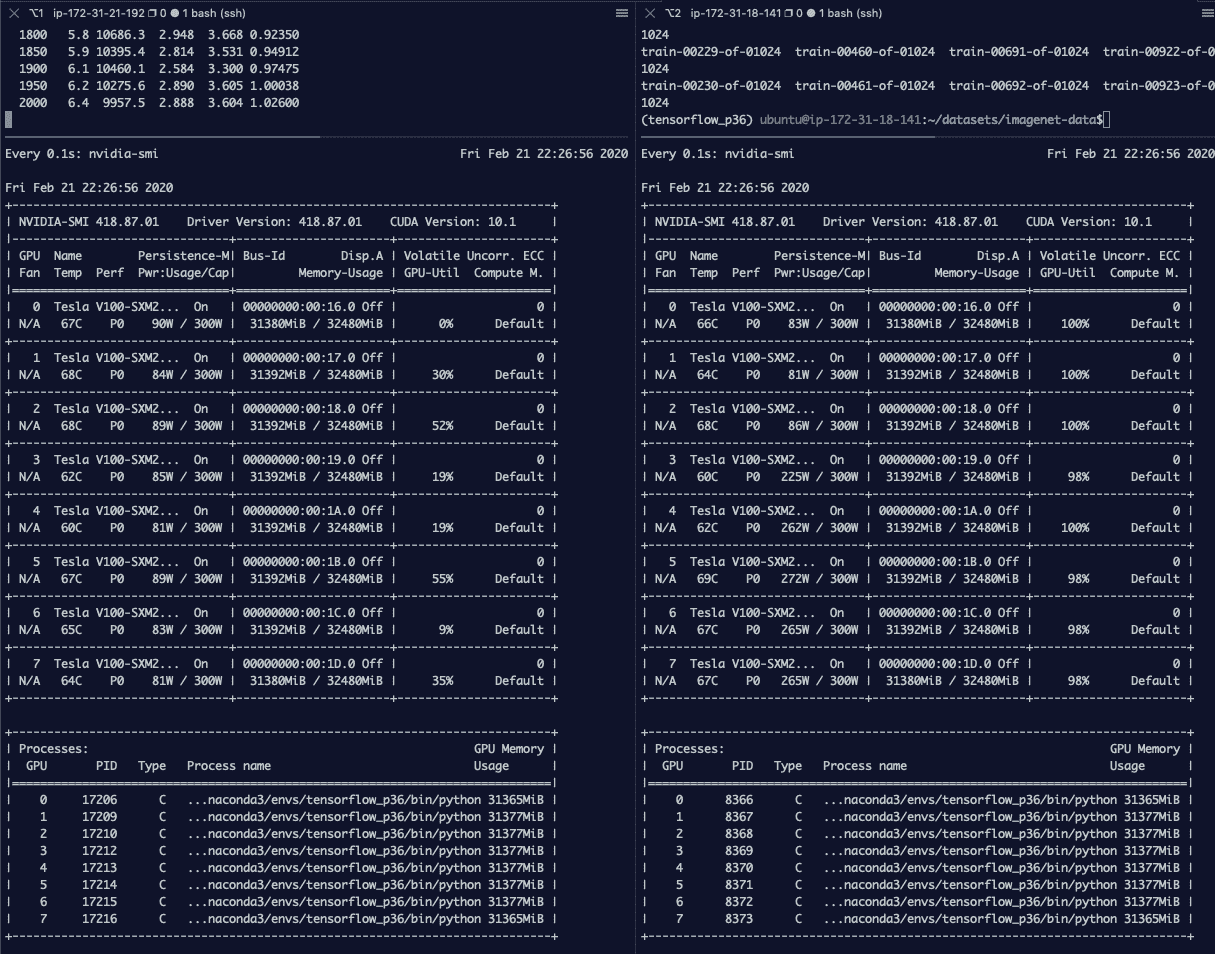 ⌥1 ip-172-31-21-192 0 1 bash (ssh)
1800 5.8 10686.3 2.948 3.668 0.92350
1850 5.9 10395.4 2.814 3.531 0.94912
1900 6.1 10460.1 2.584 3.300 0.97475
1950 6.2 10275.6 2.890 3.605 1.00038
2000 6.4 9957.5 2.888 3.604 1.02600
Every 0.1s: nvidia-smi Fri Feb 21 22:26:56 2020
Fri Feb 21 22:26:56 2020
NVIDIA-SMI 418.87.01 Driver Version: 418.87.01 CUDA Version: 10.1
GPU Name Persistence-M| Bus-Id Disp.A | Volatile Uncorr. ECC
Fan Temp Perf Pwr:Usage/Cap| Memory-Usage | GPU-Util Compute M.
0 Tesla V100-SXM2... On | 00000000:00:16.0 Off | 0
N/A 67C P0 90W / 300W | 31380MiB / 32480MiB | 0% Default
1 Tesla V100-SXM2... On | 00000000:00:17.0 Off | 0
N/A 68C P0 84W / 300W | 31392MiB / 32480MiB | 30% Default
2 Tesla V100-SXM2... On | 00000000:00:18.0 Off | 0
N/A 68C P0 89W / 300W | 31392MiB / 32480MiB | 52% Default
3 Tesla V100-SXM2... On | 00000000:00:19.0 Off | 0
N/A 62C P0 85W / 300W | 31392MiB / 32480MiB | 19% Default
4 Tesla V100-SXM2... On | 00000000:00:1A.0 Off | 0
N/A 60C P0 81W / 300W | 31392MiB / 32480MiB | 19% Default
5 Tesla V100-SXM2... On | 00000000:00:1B.0 Off | 0
N/A 67C P0 89W / 300W | 31392MiB / 32480MiB | 55% Default
6 Tesla V100-SXM2... On | 00000000:00:1C.0 Off | 0
N/A 65C P0 83W / 300W | 31392MiB / 32480MiB | 9% Default
7 Tesla V100-SXM2... On | 00000000:00:1D.0 Off | 0
N/A 64C P0 81W / 300W | 31380MiB / 32480MiB | 35% Default
Processes: GPU Memory
GPU PID Type Process name Usage
0 17206 C ...naconda3/envs/tensorflow_p36/bin/python 31365MiB
1 17209 C ...naconda3/envs/tensorflow_p36/bin/python 31377MiB
2 17210 C ...naconda3/envs/tensorflow_p36/bin/python 31377MiB
3 17212 C ...naconda3/envs/tensorflow_p36/bin/python 31377MiB
4 17213 C ...naconda3/envs/tensorflow_p36/bin/python 31377MiB
5 17214 C ...naconda3/envs/tensorflow_p36/bin/python 31377MiB
6 17215 C ...naconda3/envs/tensorflow_p36/bin/python 31377MiB
7 17216 C ...naconda3/envs/tensorflow_p36/bin/python 31365MiB
⌥2 ip-172-31-18-141 0 1 bash (ssh)
1024
train-00229-of-01024 train-00460-of-01024 train-00691-of-01024 train-00922-of-0
1024
train-00230-of-01024 train-00461-of-01024 train-00692-of-01024 train-00923-of-0
1024
(tensorflow_p36) ubuntu@ip-172-31-18-141:~/datasets/imagenet-data$
Every 0.1s: nvidia-smi Fri Feb 21 22:26:56 2020
Fri Feb 21 22:26:56 2020
NVIDIA-SMI 418.87.01 Driver Version: 418.87.01 CUDA Version: 10.1
GPU Name Persistence-M| Bus-Id Disp.A | Volatile Uncorr. ECC
Fan Temp Perf Pwr:Usage/Cap| Memory-Usage | GPU-Util Compute M.
0 Tesla V100-SXM2... On | 00000000:00:16.0 Off | 0
N/A 66C P0 83W / 300W | 31380MiB / 32480MiB | 100% Default
1 Tesla V100-SXM2... On | 00000000:00:17.0 Off | 0
N/A 64C P0 81W / 300W | 31392MiB / 32480MiB | 100% Default
2 Tesla V100-SXM2... On | 00000000:00:18.0 Off | 0
N/A 68C P0 86W / 300W | 31392MiB / 32480MiB | 100% Default
3 Tesla V100-SXM2... On | 00000000:00:19.0 Off | 0
N/A 60C P0 225W / 300W | 31392MiB / 32480MiB | 98% Default
4 Tesla V100-SXM2... On | 00000000:00:1A.0 Off | 0
N/A 62C P0 262W / 300W | 31392MiB / 32480MiB | 100% Default
5 Tesla V100-SXM2... On | 00000000:00:1B.0 Off | 0
N/A 69C P0 272W / 300W | 31392MiB / 32480MiB | 98% Default
6 Tesla V100-SXM2... On | 00000000:00:1C.0 Off | 0
N/A 67C P0 265W / 300W | 31392MiB / 32480MiB | 98% Default
7 Tesla V100-SXM2... On | 00000000:00:1D.0 Off | 0
N/A 67C P0 265W / 300W | 31380MiB / 32480MiB | 98% Default
Processes: GPU Memory
GPU PID Type Process name Usage
0 8366 C ...naconda3/envs/tensorflow_p36/bin/python 31365MiB
1 8367 C ...naconda3/envs/tensorflow_p36/bin/python 31377MiB
2 8368 C ...naconda3/envs/tensorflow_p36/bin/python 31377MiB
3 8369 C ...naconda3/envs/tensorflow_p36/bin/python 31377MiB
4 8370 C ...naconda3/envs/tensorflow_p36/bin/python 31377MiB
5 8371 C ...naconda3/envs/tensorflow_p36/bin/python 31377MiB
6 8372 C ...naconda3/envs/tensorflow_p36/bin/python 31377MiB
7 8373 C ...naconda3/envs/tensorflow_p36/bin/python 31365MiB